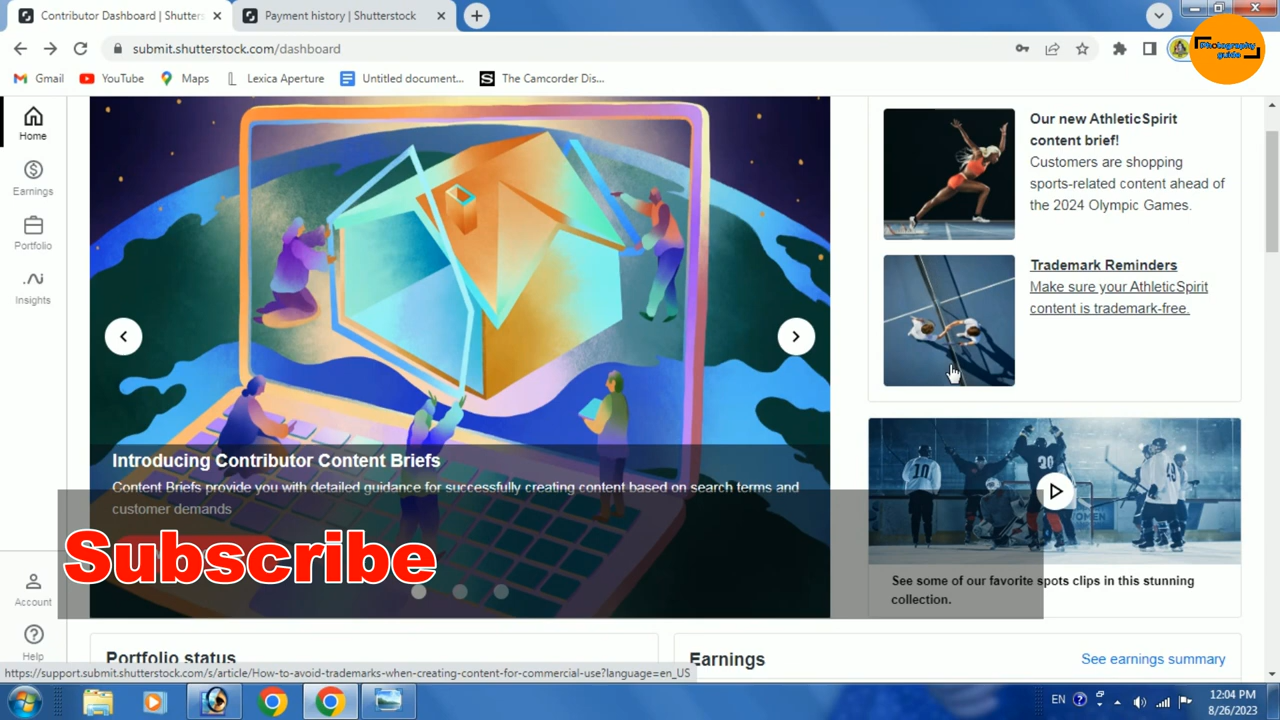 Contributor Dashboard | Shutters
Payment history | Shutterstock
submit.shutterstock.com/dashboard
Photography
guide
Gmail
YouTube
Maps
Lexica Aperture
Untitled document...
The Camcorder Dis...
Home
Earnings
Portfolio
Insights
Account
Help
Introducing Contributor Content Briefs
Content Briefs provide you with detailed guidance for successfully creating content based on search terms and
customer demands
Subscribe
Our new AthleticSpirit
content brief!
Customers are shopping
sports-related content ahead of
the 2024 Olympic Games.
Trademark Reminders
Make sure your AthleticSpirit
content is trademark-free.
10
20
WOMEN
See some of our favorite spots clips in this stunning
collection.
Portfolio status
Earnings
See earnings summary
https://support.submit.shutterstock.com/s/article/How-to-avoid-trademarks-when-creating-content-for-commercial-use?language=en_US
EN
12:04 PM
8/26/2023